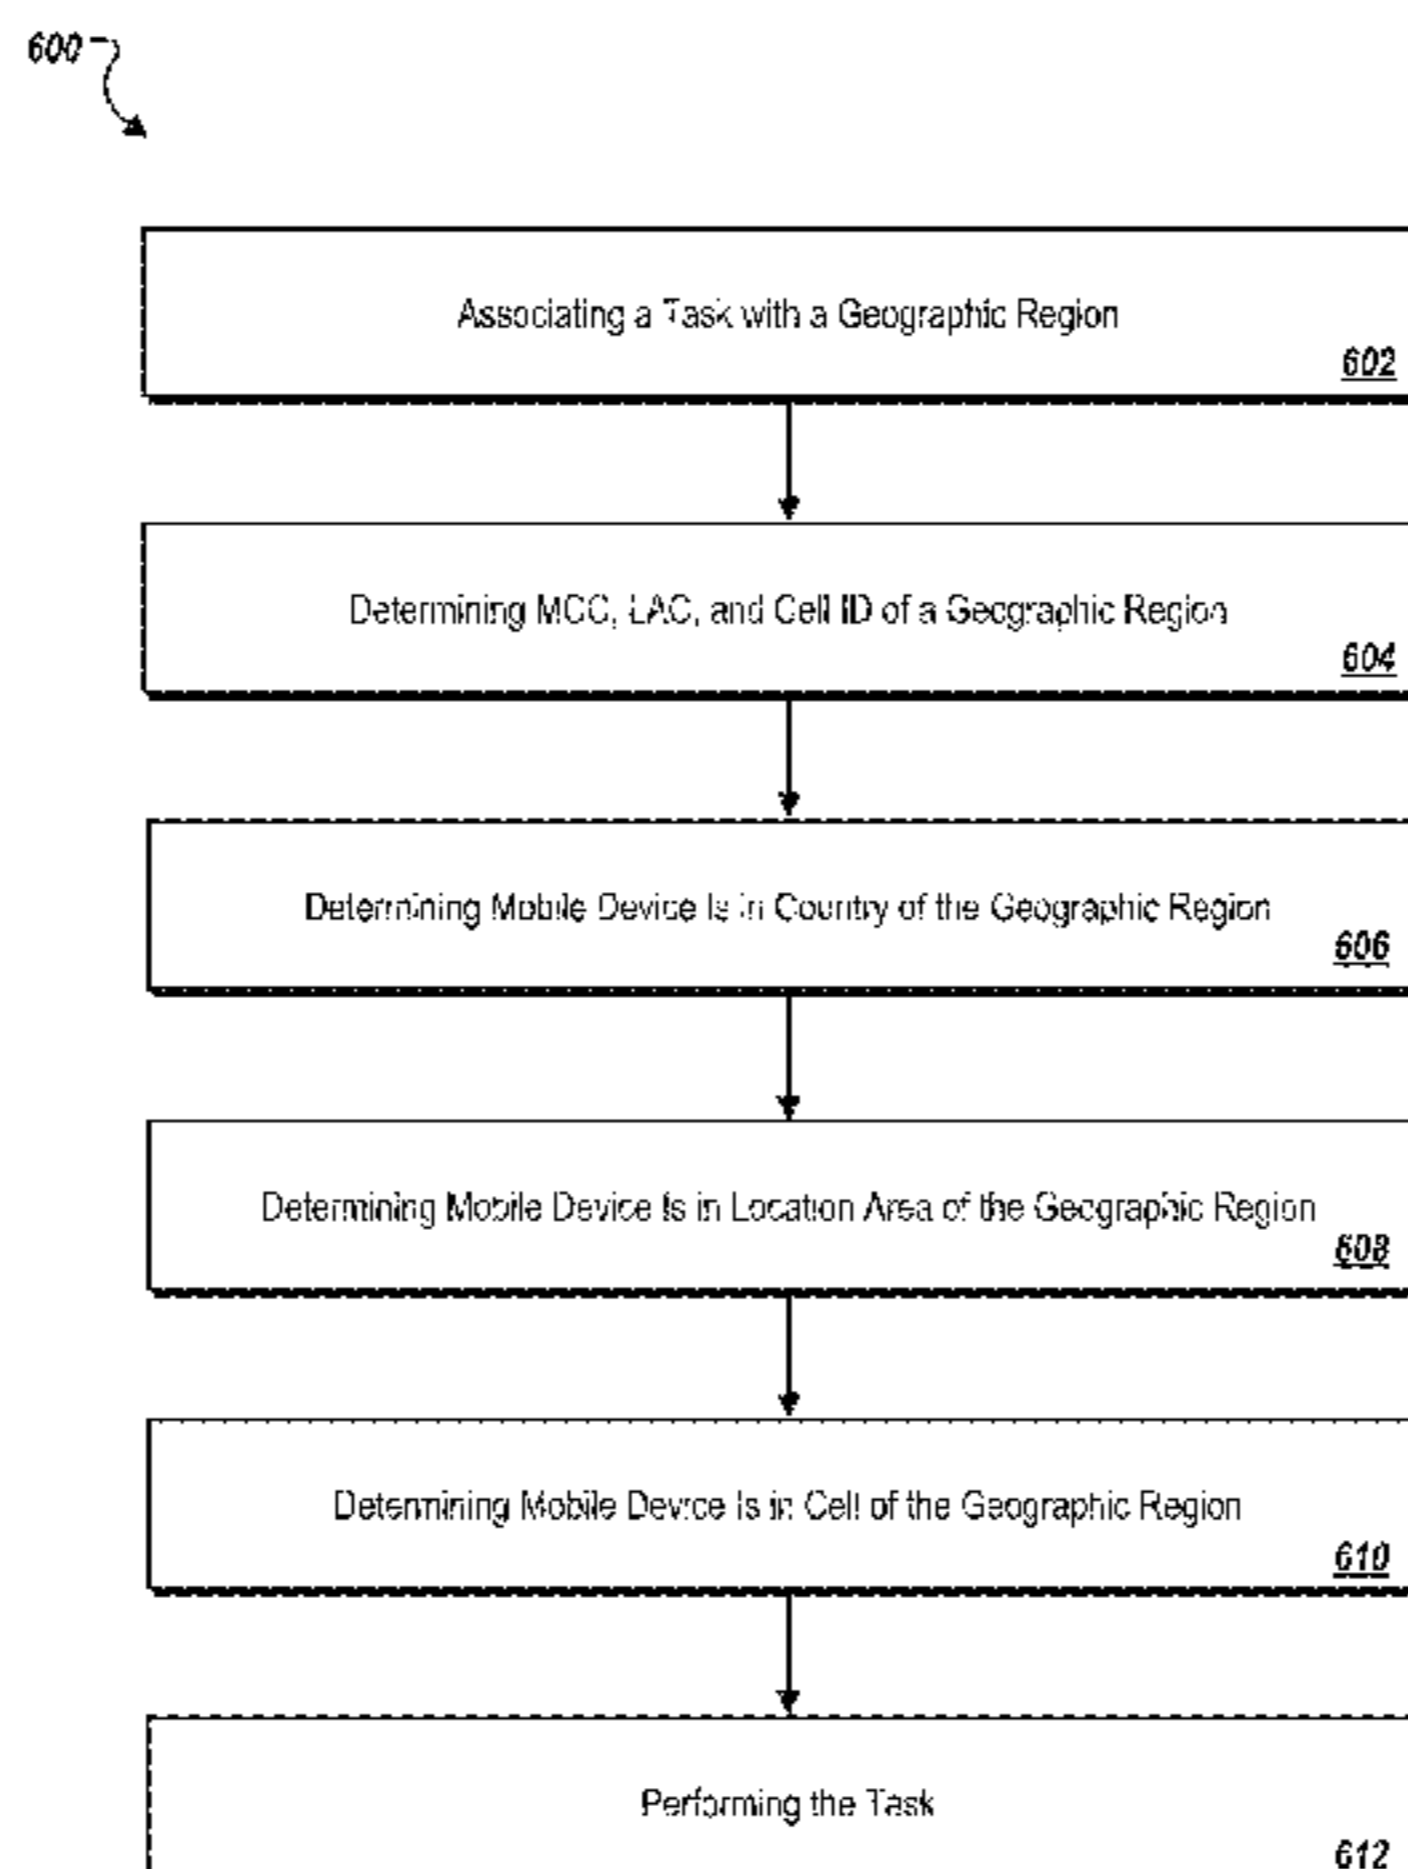 600
Associating a Task with a Geographic Region
602
Determining MCC, LAC, and Cell ID of a Geographic Region
604
Determining Mobile Device Is in Country of the Geographic Region
606
Determining Mobile Device Is in Location Area of the Geographic Region
608
Determining Mobile Device Is in Cell of the Geographic Region
610
Performing the Task
612